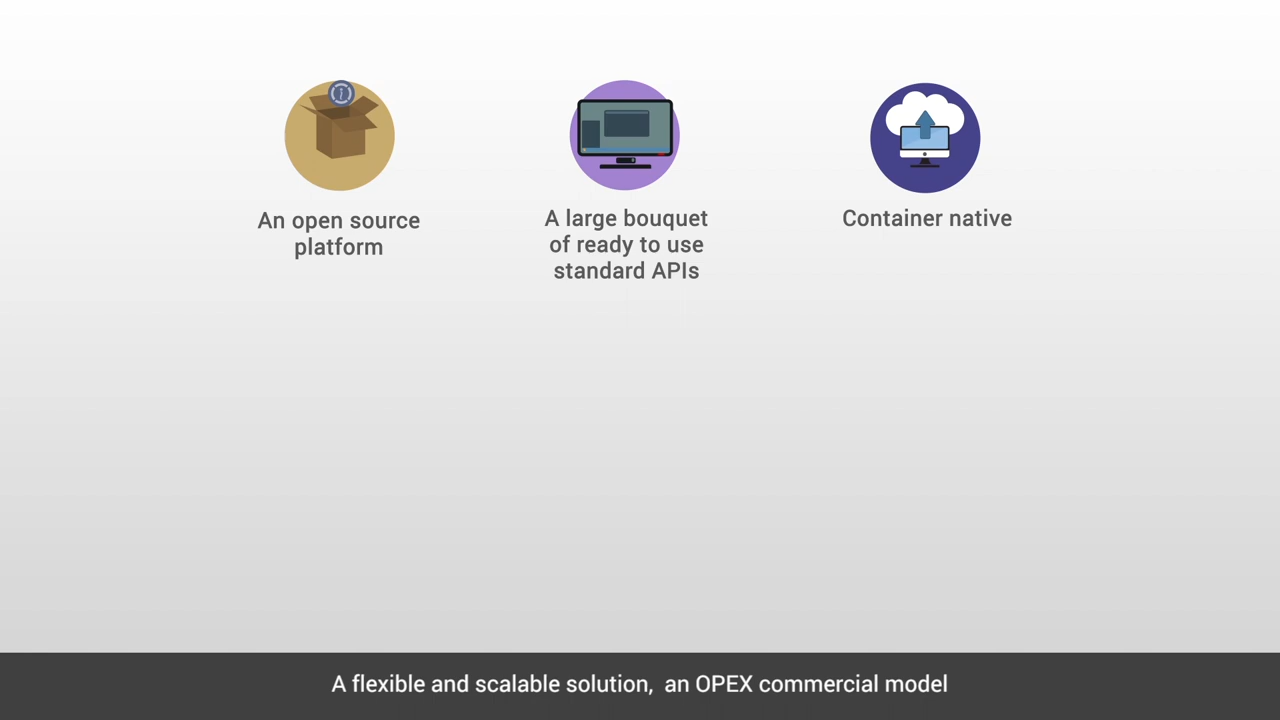 An open source
platform
A large bouquet
of ready to use
standard APIs
Container native
A flexible and scalable solution,  an OPEX commercial model